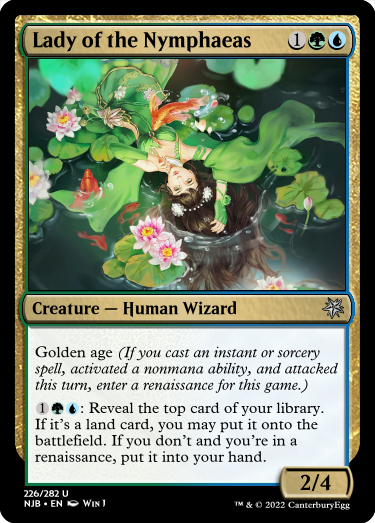 Lady of the Nymphaeas 1
Creature — Human Wizard
Golden age (If you cast an instant or sorcery
spell, activated a nonmana ability, and attacked
this turn, enter a renaissance for this game.)
1: Reveal the top card of your library.
If it's a land card, you may put it onto the
battlefield. If you don't and you're in a
renaissance, put it into your hand.
2/4
226/282 U
NJB • EN Win 1
™ & © 2022 CanterburyEgg